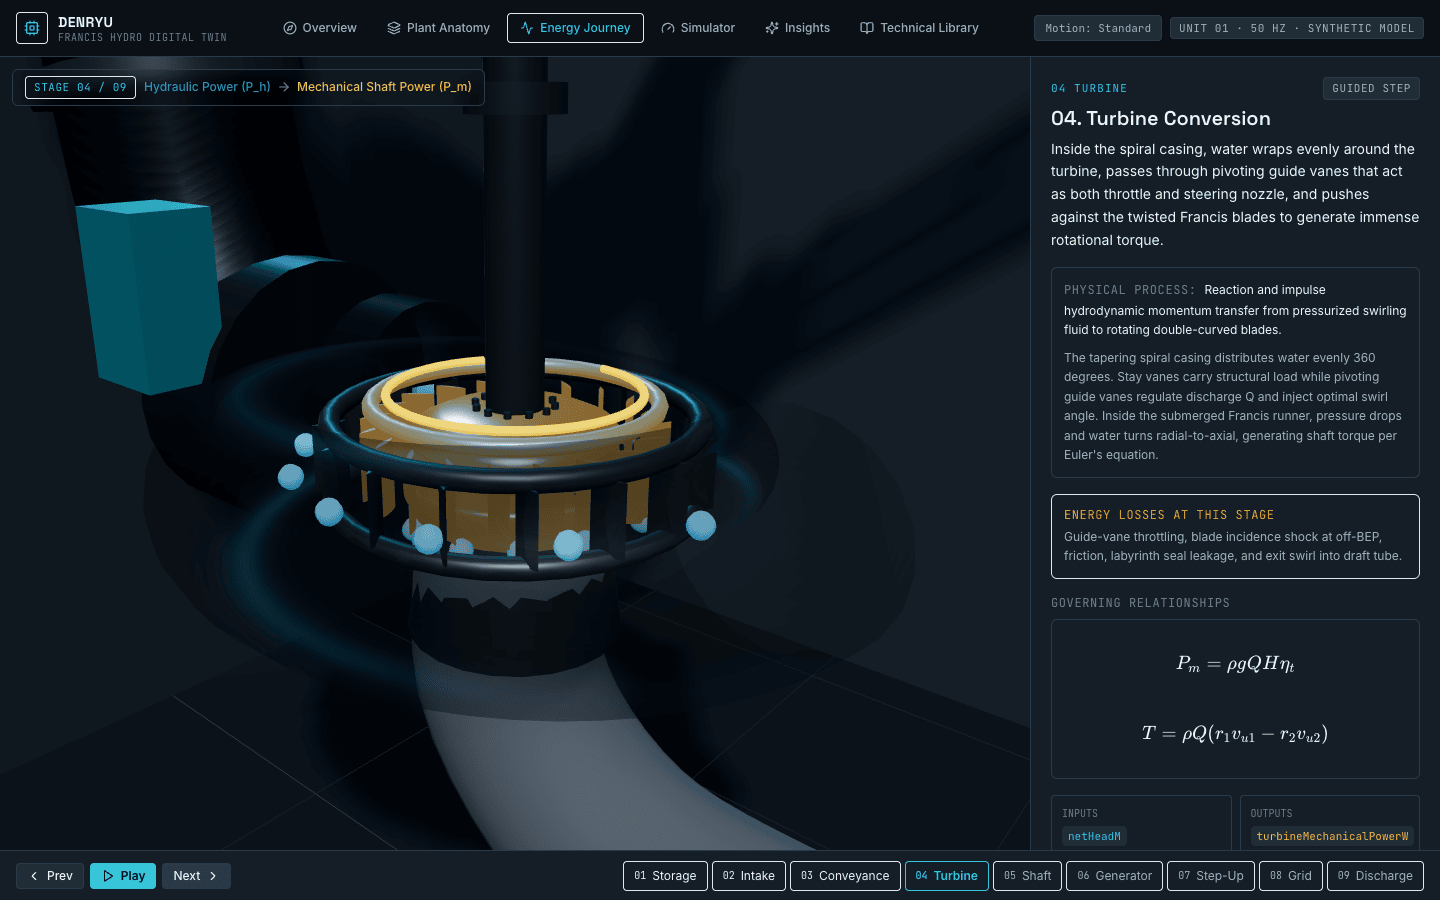 DENRYU
FRANCIS HYDRO DIGITAL TWIN
Overview
Plant Anatomy
Energy Journey
Simulator
Insights
Technical Library
Motion: Standard
UNIT 01 · 50 HZ · SYNTHETIC MODEL
STAGE 04 / 09
Hydraulic Power (P_h) → Mechanical Shaft Power (P_m)
04 TURBINE
GUIDED STEP
04. Turbine Conversion
Inside the spiral casing, water wraps evenly around the
turbine, passes through pivoting guide vanes that act
as both throttle and steering nozzle, and pushes
against the twisted Francis blades to generate immense
rotational torque.
PHYSICAL PROCESS: Reaction and impulse
hydrodynamic momentum transfer from pressurized swirling
fluid to rotating double-curved blades.
The tapering spiral casing distributes water evenly 360
degrees. Stay vanes carry structural load while pivoting
guide vanes regulate discharge Q and inject optimal swirl
angle. Inside the submerged Francis runner, pressure drops
and water turns radial-to-axial, generating shaft torque per
Euler's equation.
ENERGY LOSSES AT THIS STAGE
Guide-vane throttling, blade incidence shock at off-BEP,
friction, labyrinth seal leakage, and exit swirl into draft tube.
GOVERNING RELATIONSHIPS
P_m = ρgQHη_t
T = ρQ(r_1v_{u1} − r_2v_{u2})
INPUTS
netHeadM
OUTPUTS
turbineMechanicalPowerW
Prev
Play
Next
01 Storage
02 Intake
03 Conveyance
04 Turbine
05 Shaft
06 Generator
07 Step-Up
08 Grid
09 Discharge